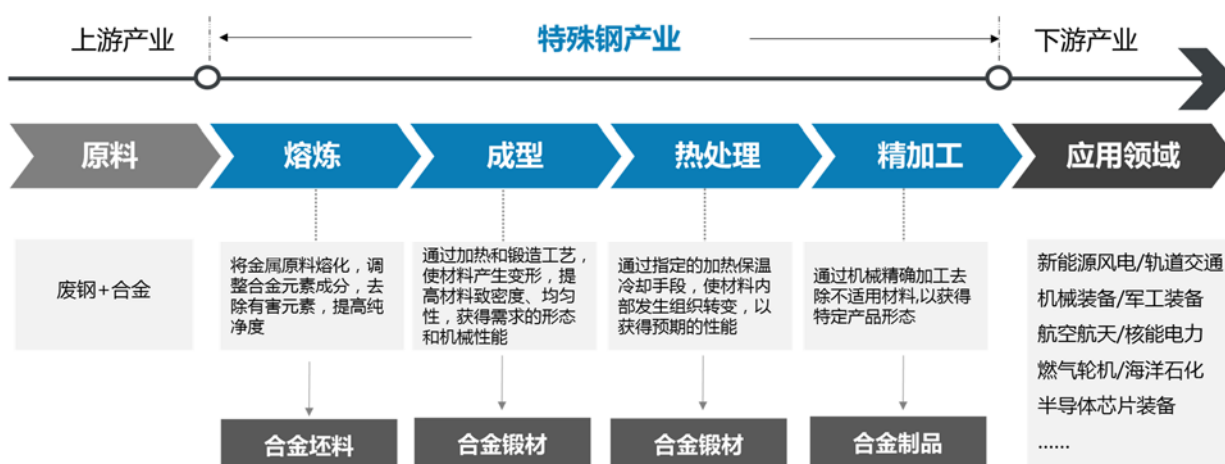 上游产业
特殊钢产业
下游产业
原料
熔炼
成型
热处理
精加工
应用领域
废钢+合金
将金属原料熔化，调
整合金元素成分，去
除有害元素，提高纯
净度
通过加热和锻造工艺，
使材料产生变形，提
高材料致密度、均匀
性，获得需求的形态
和机械性能
通过指定的加热保温
冷却手段，使材料内
部发生组织转变，以
获得预期的性能
通过机械精确加工去
除不适用材料,以获得
特定产品形态
新能源风电/轨道交通
机械装备/军工装备
航空航天/核能电力
燃气轮机/海洋石化
半导体芯片装备
......
合金坯料
合金锻材
合金锻材
合金制品